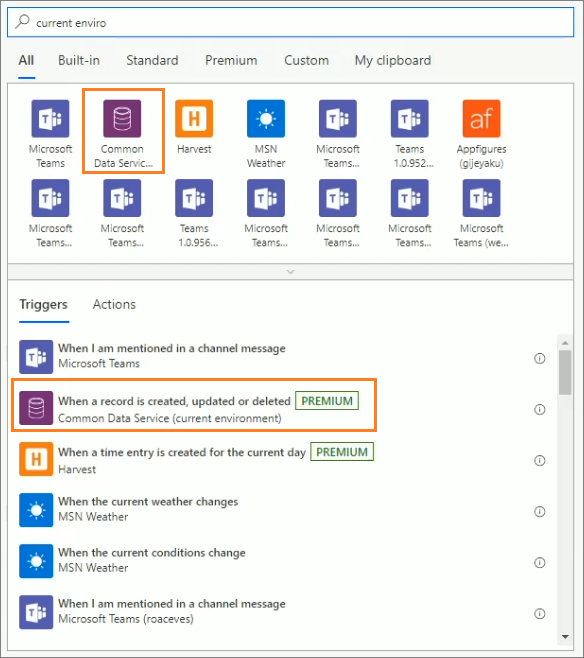 current enviro
All Built-in Standard Premium Custom My clipboard
Microsoft Teams
Common Data Servic...
Harvest
MSN Weather
Microsoft Teams...
Teams 1.0.952...
Appfigures (gijeyaku)
Microsoft Teams...
Microsoft Teams...
Teams 1.0.956...
Microsoft Teams...
Microsoft Teams...
Microsoft Teams...
Microsoft Teams (we...
Triggers Actions
When I am mentioned in a channel message
Microsoft Teams
When a record is created, updated or deleted PREMIUM
Common Data Service (current environment)
When a time entry is created for the current day PREMIUM
Harvest
When the current weather changes
MSN Weather
When the current conditions change
MSN Weather
When I am mentioned in a channel message
Microsoft Teams (roaceves)